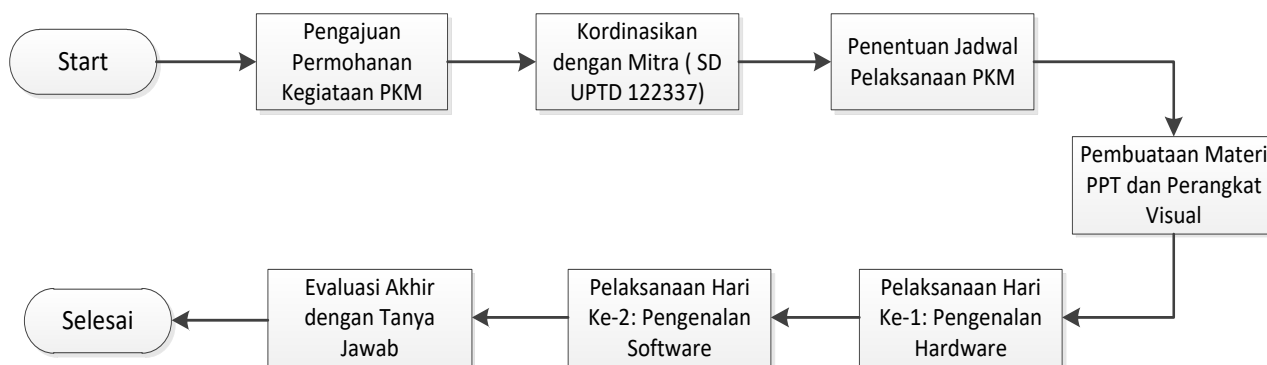 Start
Pengajuan
Permohanan
Kegiataan PKM
Kordinasikan
dengan Mitra ( SD
UPTD 122337)
Penentuan Jadwal
Pelaksanaan PKM
Pembuataan Materi
PPT dan Perangkat
Visual
Pelaksanaan Hari
Ke-1: Pengenalan
Hardware
Pelaksanaan Hari
Ke-2: Pengenalan
Software
Evaluasi Akhir
dengan Tanya
Jawab
Selesai